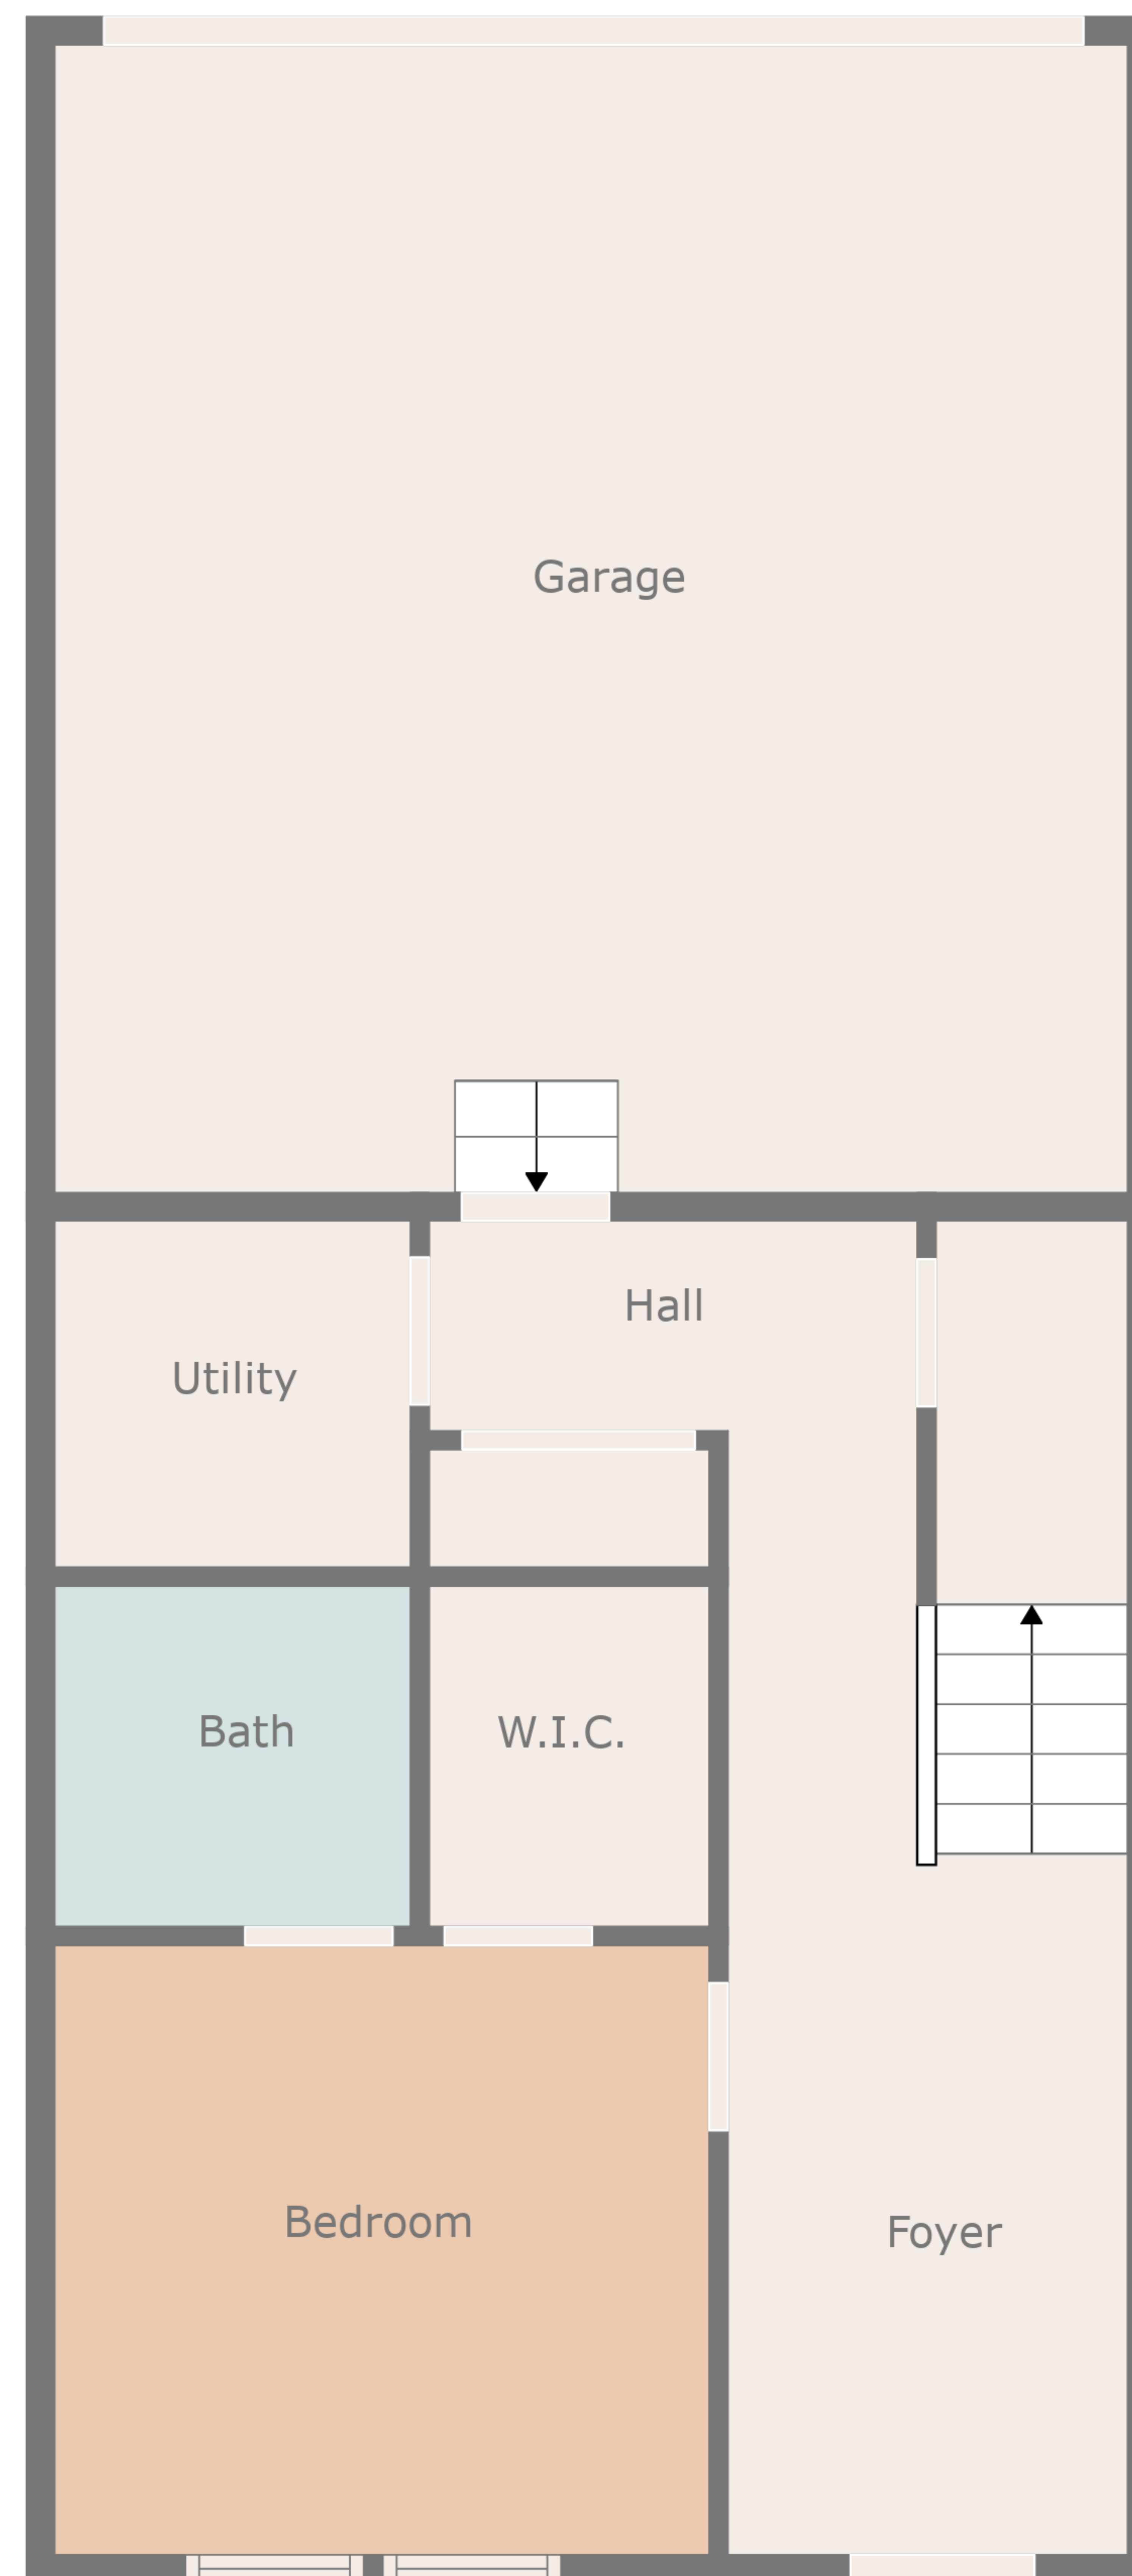 Garage
Hall
Utility
Bath
W.I.C.
Bedroom
Foyer